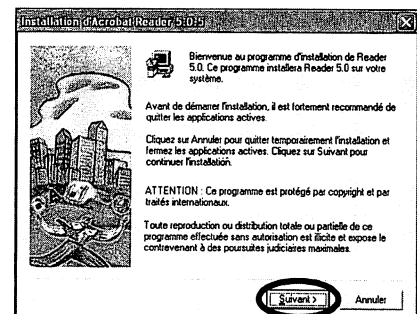 Installation d'Acrobat Reader 5.0.5
Bienvenue au programme d'installation de Reader
5.0. Ce programme installera Reader 5.0 sur votre
système.
Avant de démarrer l'installation, il est fortement recommandé de
quitter les applications actives.
Cliquez sur Annuler pour quitter temporairement l'installation et
fermez les applications actives. Cliquez sur Suivant pour
continuer l'installation.
ATTENTION : Ce programme est protégé par copyright et par
traités internationaux.
Toute reproduction ou distribution totale ou partielle de ce
programme effectuée sans autorisation est illicite et expose le
contrevenant à des poursuites judiciaires maximales.
Suivant > Annuler